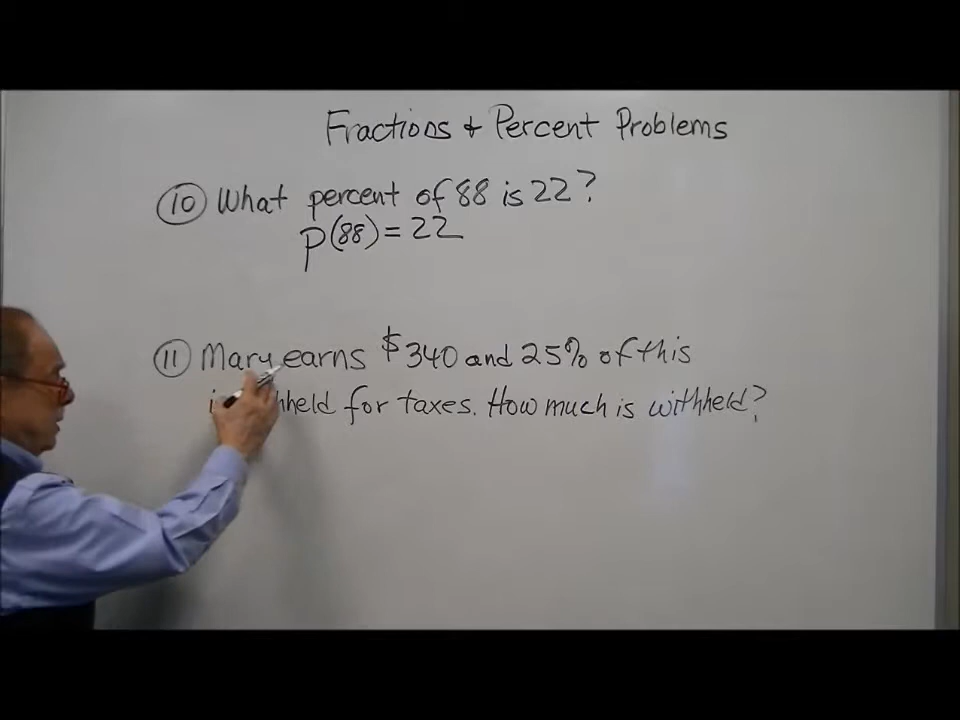 Fractions + Percent Problems
10 What percent of 88 is 22?
p(88) = 22
11 Mary earns $340 and 25% of this
for taxes. How much is withheld?